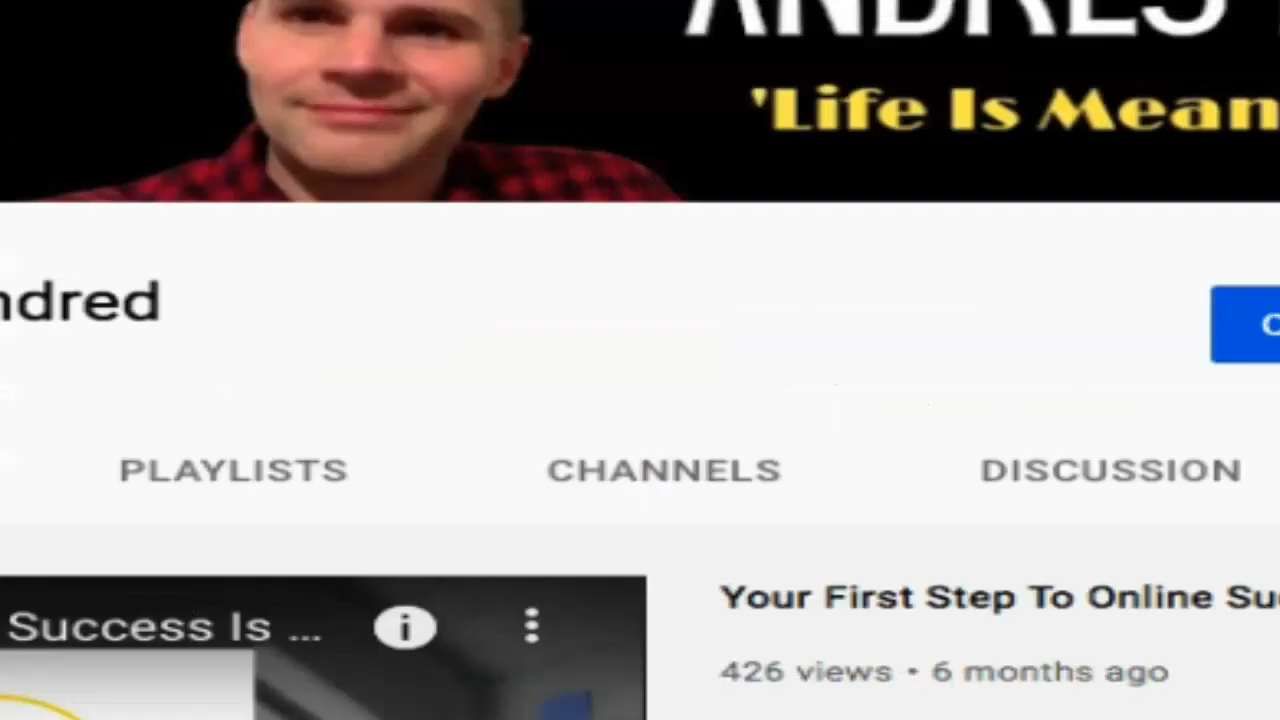 ANDRES
'Life Is Mean
ndred
PLAYLISTS
CHANNELS
DISCUSSION
Success Is ...
Your First Step To Online Su
426 views • 6 months ago